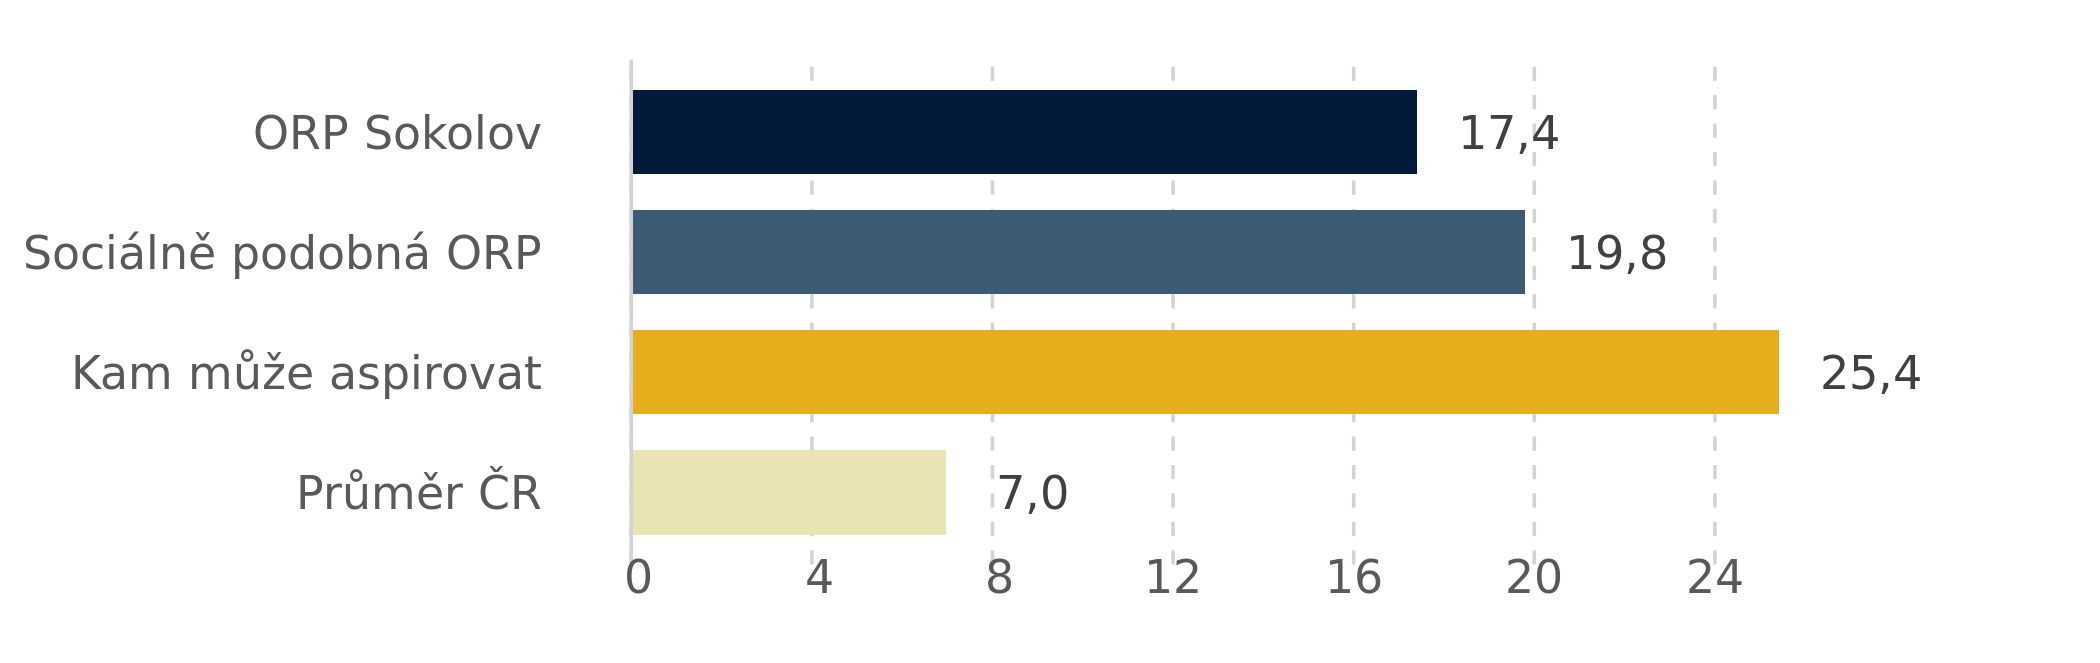 ORP Sokolov 17,4
Sociálně podobná ORP 19,8
Kam může aspirovat 25,4
Průměr ČR 7,0
0 4 8 12 16 20 24